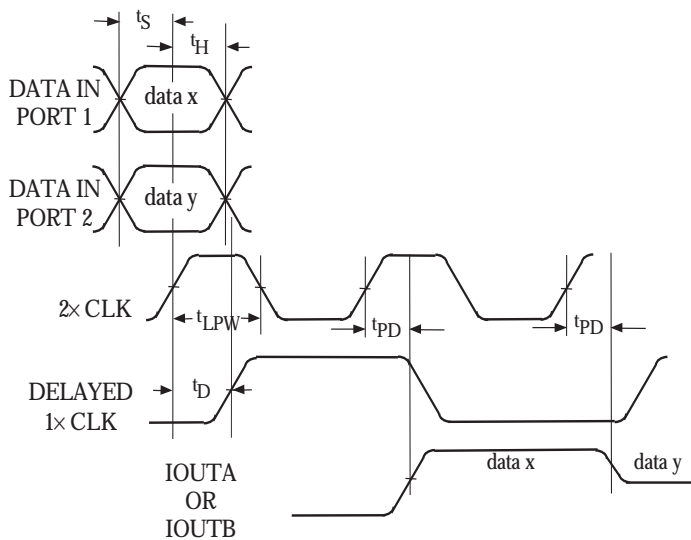 tS
tH
DATA IN
PORT 1
data x
DATA IN
PORT 2
data y
2× CLK
tLPW
tPD
tPD
DELAYED
1× CLK
tD
IOUTA
OR
IOUTB
data x
data y